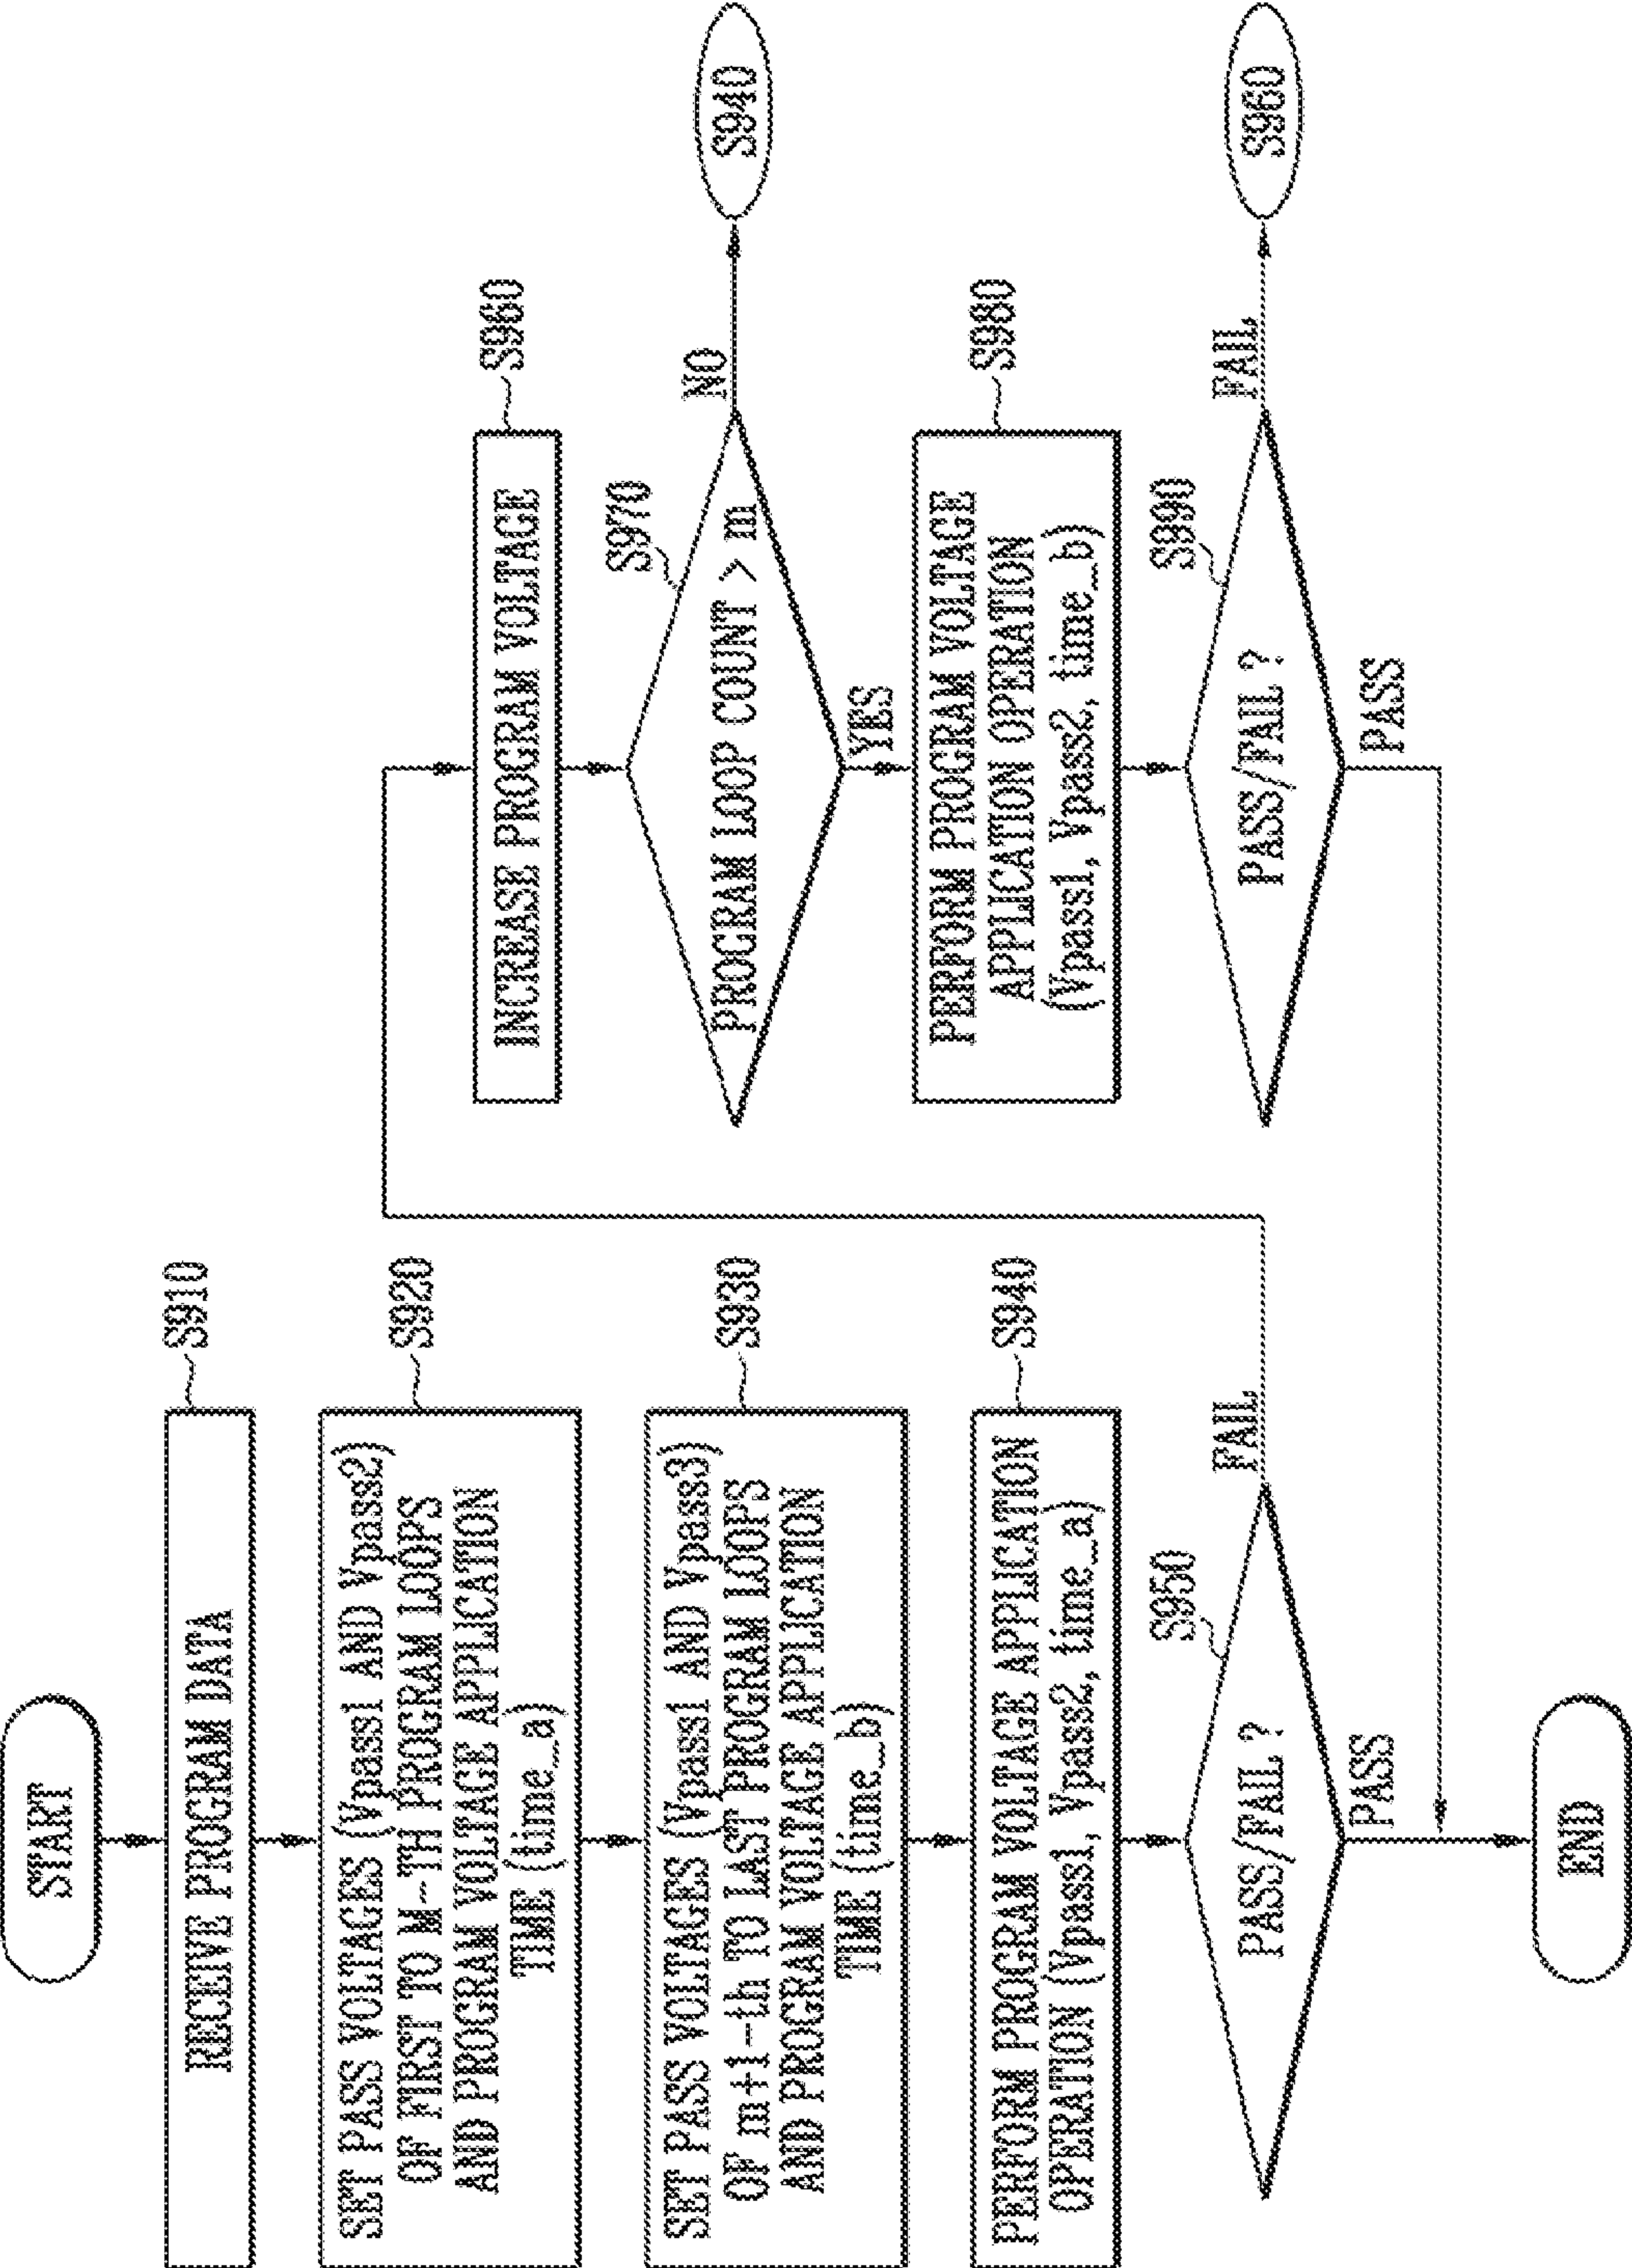 START
RECEIVE PROGRAM DATA
S910
SET PASS VOLTAGES (Vpass1 AND Vpass2)
OF FIRST TO M-TH PROGRAM LOOPS
AND PROGRAM VOLTAGE APPLICATION
TIME (time_a)
S920
SET PASS VOLTAGES (Vpass1 AND Vpass3)
OF m+1-th TO LAST PROGRAM LOOPS
AND PROGRAM VOLTAGE APPLICATION
TIME (time_b)
S930
PERFORM PROGRAM VOLTAGE APPLICATION
OPERATION (Vpass1, Vpass2, time_a)
S940
S950
PASS/FAIL ?
FAIL
PASS
END
INCREASE PROGRAM VOLTAGE
S960
S970
PROGRAM LOOP COUNT > m
NO
S940
YES
PERFORM PROGRAM VOLTAGE
APPLICATION OPERATION
(Vpass1, Vpass2, time_b)
S980
S990
PASS/FAIL ?
FAIL
S960
PASS